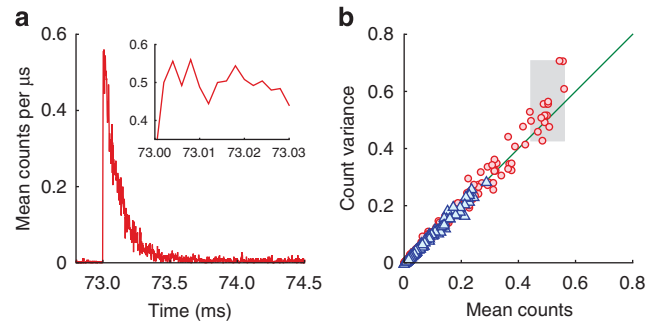 a
Mean counts per μs
0.6
0.4
0.2
0
0.6
0.5
0.4
73.00 73.01 73.02 73.03
73.0 73.5 74.0 74.5
Time (ms)
b
Count variance
0.8
0.6
0.4
0.2
0
0 0.2 0.4 0.6 0.8
Mean counts